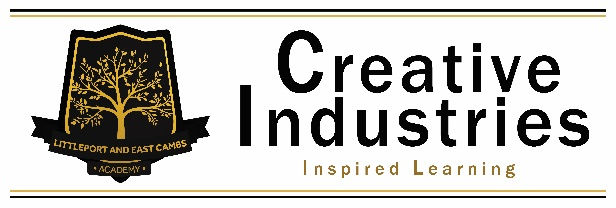 LITTLEPORT AND EAST CAMBS
ACADEMY
Creative
Industries
Inspired Learning